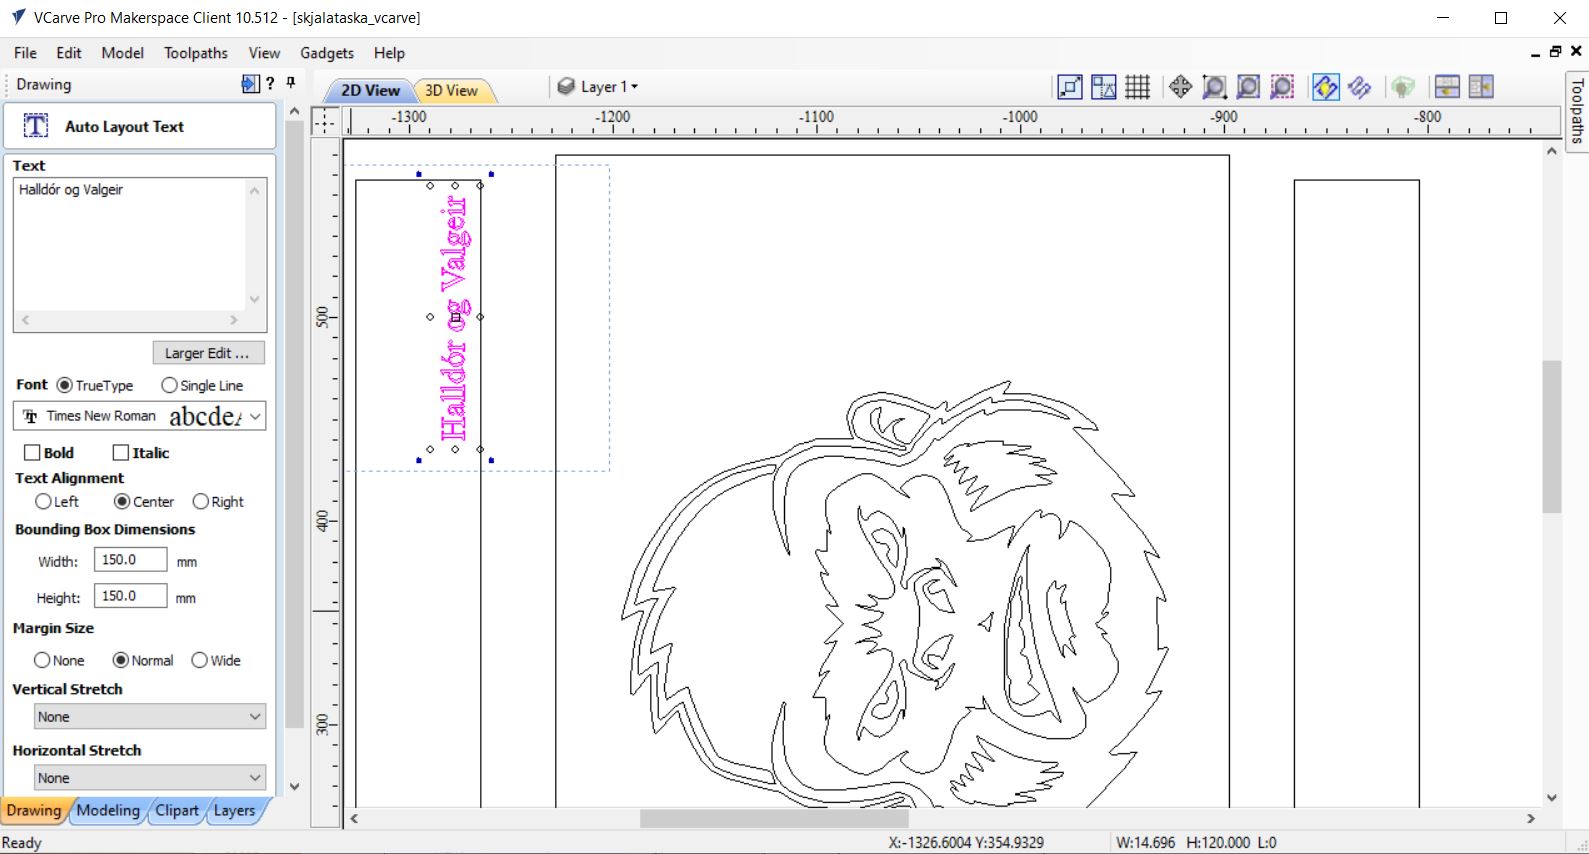 VCarve Pro Makerspace Client 10.512 - [skjalataska_vcarve]
File Edit Model Toolpaths View Gadgets Help
Drawing ?
2D View 3D View Layer 1
Auto Layout Text
Text
Halldór og Valgeir
Larger Edit ...
Font TrueType Single Line
Times New Roman abcdeA
Bold Italic
Text Alignment
Left Center Right
Bounding Box Dimensions
Width: 150.0 mm
Height: 150.0 mm
Margin Size
None Normal Wide
Vertical Stretch
None
Horizontal Stretch
None
Drawing Modeling Clipart Layers
-1300 -1200 -1100 -1000 -900 -800
500
400
300
Halldór og Valgeir
Toolpaths
Ready X:-1326.6004 Y:354.9329 W:14.696 H:120.000 L:0